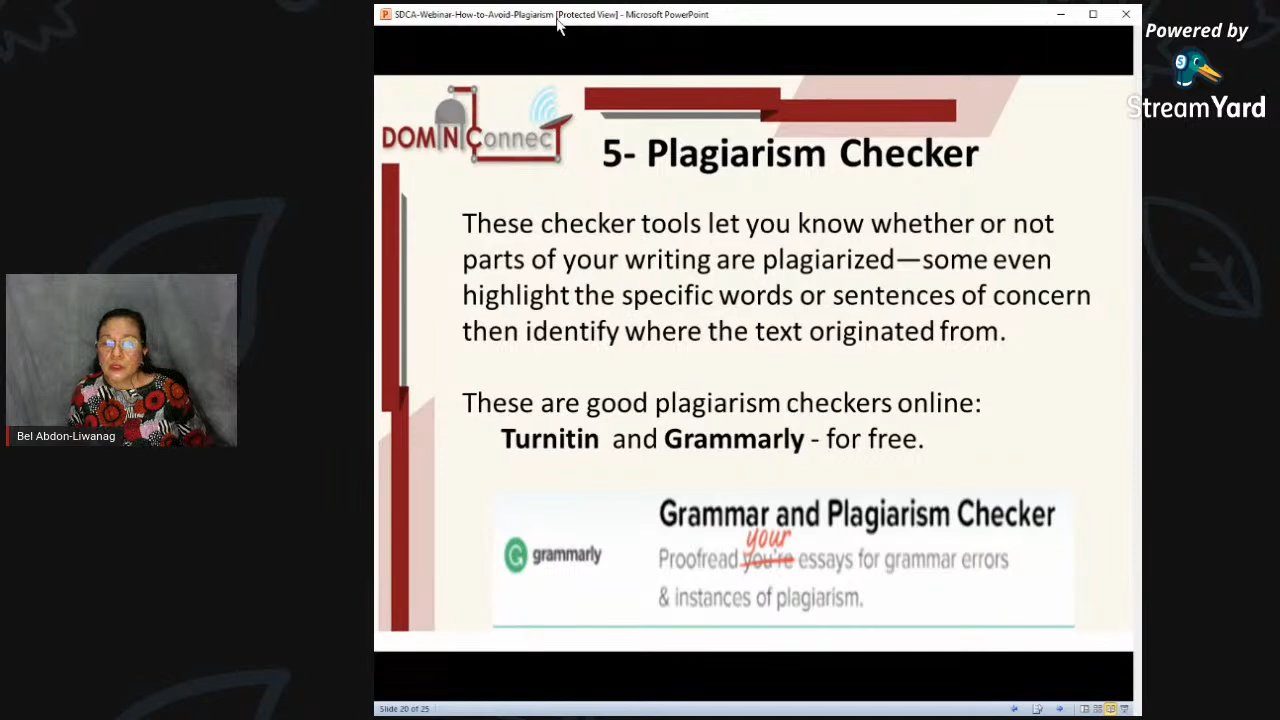 SDCA-Webinar-How-to-Avoid-Plagiarism [Protected View] - Microsoft PowerPoint
Powered by
StreamYard
DOMINConnecT
5- Plagiarism Checker
These checker tools let you know whether or not
parts of your writing are plagiarized—some even
highlight the specific words or sentences of concern
then identify where the text originated from.
These are good plagiarism checkers online:
Turnitin and Grammarly - for free.
Grammar and Plagiarism Checker
your
Proofread you're essays for grammar errors
& instances of plagiarism.
G grammarly
Bel Abdon-Liwanag
Slide 20 of 25